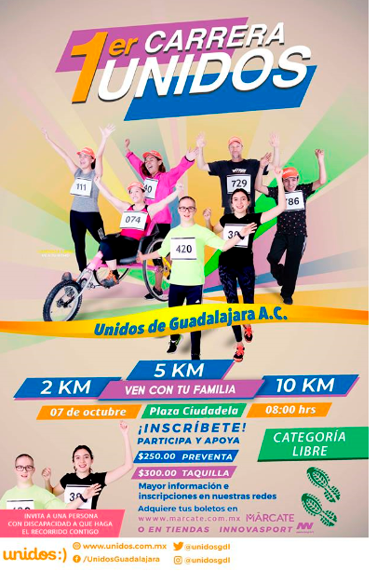 1er CARRERA
UNIDOS
111
074
729
420
Unidos de Guadalajara A.C.
2 KM
5 KM
10 KM
VEN CON TU FAMILIA
07 de octubre
Plaza Ciudadela
08:00 hrs
¡INSCRÍBETE!
PARTICIPA Y APOYA
$250.00 PREVENTA
$300.00 TAQUILLA
CATEGORÍA
LIBRE
Mayor información e
inscripciones en nuestras redes
Adquiere tus boletos en
www.marcate.com.mx MÁRCATE
O EN TIENDAS INNOVASPORT
INVITA A UNA PERSONA
CON DISCAPACIDAD A QUE HAGA
EL RECORRIDO CONTIGO
unidos:)
www.unidos.com.mx
@unidosgdl
/UnidosGuadalajara
@unidosgdl